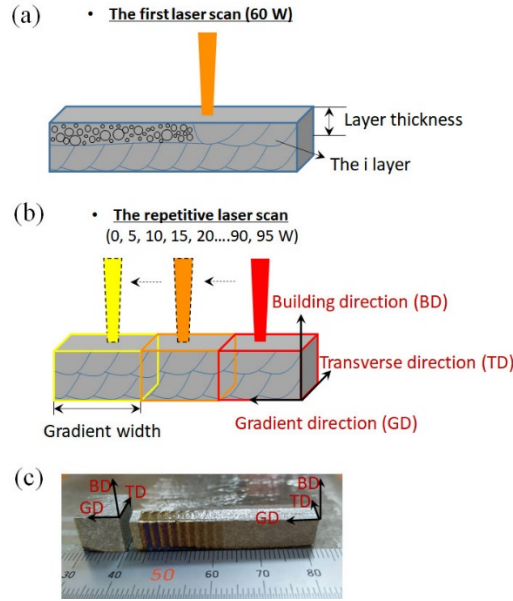 (a)
• The first laser scan (60 W)
Layer thickness
The i layer
(b)
• The repetitive laser scan
(0, 5, 10, 15, 20....90, 95 W)
Building direction (BD)
Transverse direction (TD)
Gradient direction (GD)
Gradient width
(c)
BD
TD
GD
BD
TD
GD
30 40 50 60 70 80